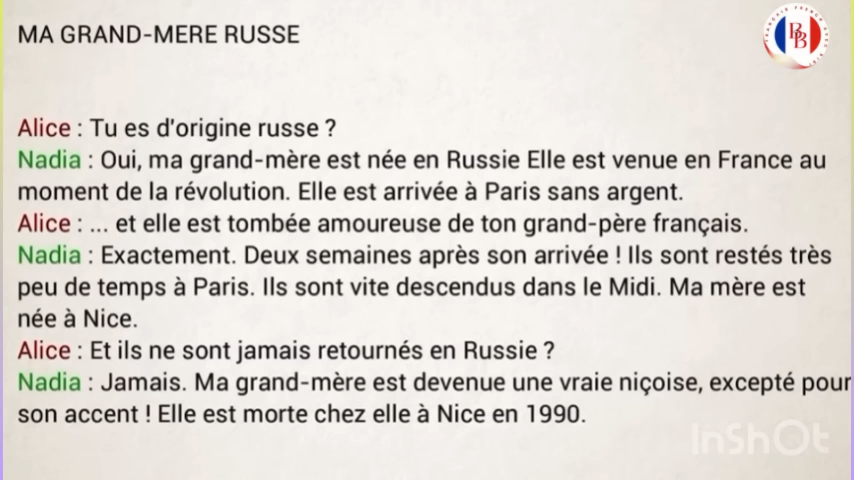 MA GRAND-MERE RUSSE
Alice : Tu es d'origine russe ?
Nadia : Oui, ma grand-mère est née en Russie Elle est venue en France au
moment de la révolution. Elle est arrivée à Paris sans argent.
Alice : ... et elle est tombée amoureuse de ton grand-père français.
Nadia : Exactement. Deux semaines après son arrivée ! Ils sont restés très
peu de temps à Paris. Ils sont vite descendus dans le Midi. Ma mère est
née à Nice.
Alice : Et ils ne sont jamais retournés en Russie ?
Nadia : Jamais. Ma grand-mère est devenue une vraie niçoise, excepté pour
son accent ! Elle est morte chez elle à Nice en 1990.
InShOt